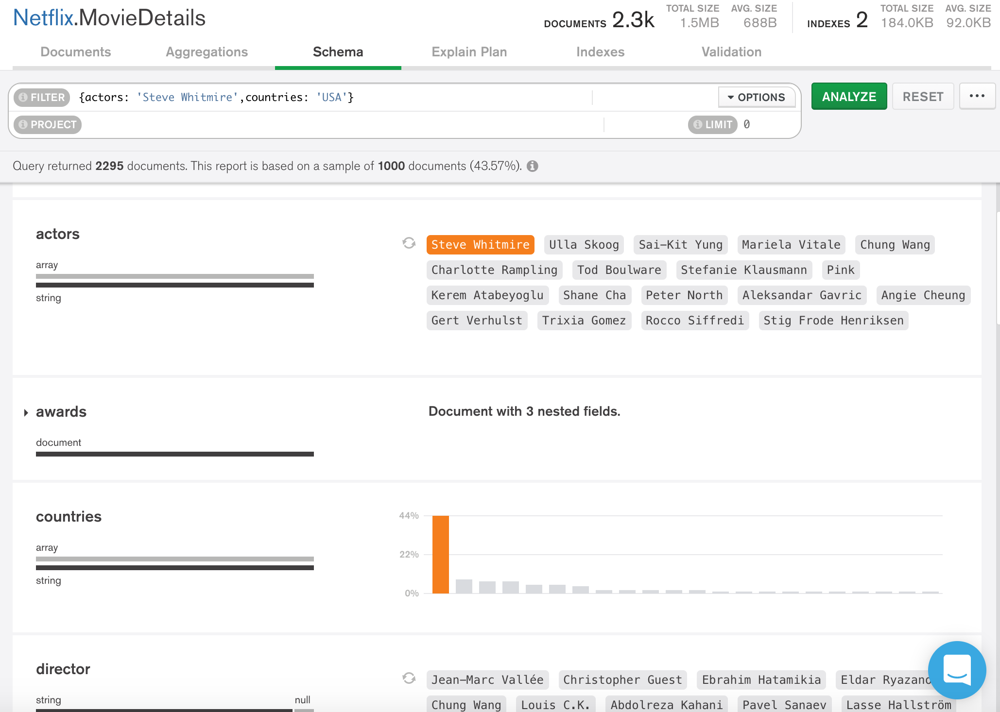 Netflix.MovieDetails
DOCUMENTS 2.3k TOTAL SIZE 1.5MB AVG. SIZE 688B INDEXES 2 TOTAL SIZE 184.0KB AVG. SIZE 92.0KB
Documents Aggregations Schema Explain Plan Indexes Validation
FILTER {actors: 'Steve Whitmire',countries: 'USA'} OPTIONS ANALYZE RESET ...
PROJECT LIMIT 0
Query returned 2295 documents. This report is based on a sample of 1000 documents (43.57%).
actors
array
string
Steve Whitmire Ulla Skoog Sai-Kit Yung Mariela Vitale Chung Wang
Charlotte Rampling Tod Boulware Stefanie Klausmann Pink
Kerem Atabeyoglu Shane Cha Peter North Aleksandar Gavric Angie Cheung
Gert Verhulst Trixia Gomez Rocco Siffredi Stig Frode Henriksen
awards
document
Document with 3 nested fields.
countries
array
string
44%
22%
0%
director
string null
Jean-Marc Vallée Christopher Guest Ebrahim Hatamikia Eldar
Chung Wang Louis C.K. Abdolreza Kahani Pavel Sanaev Lasse Hallström